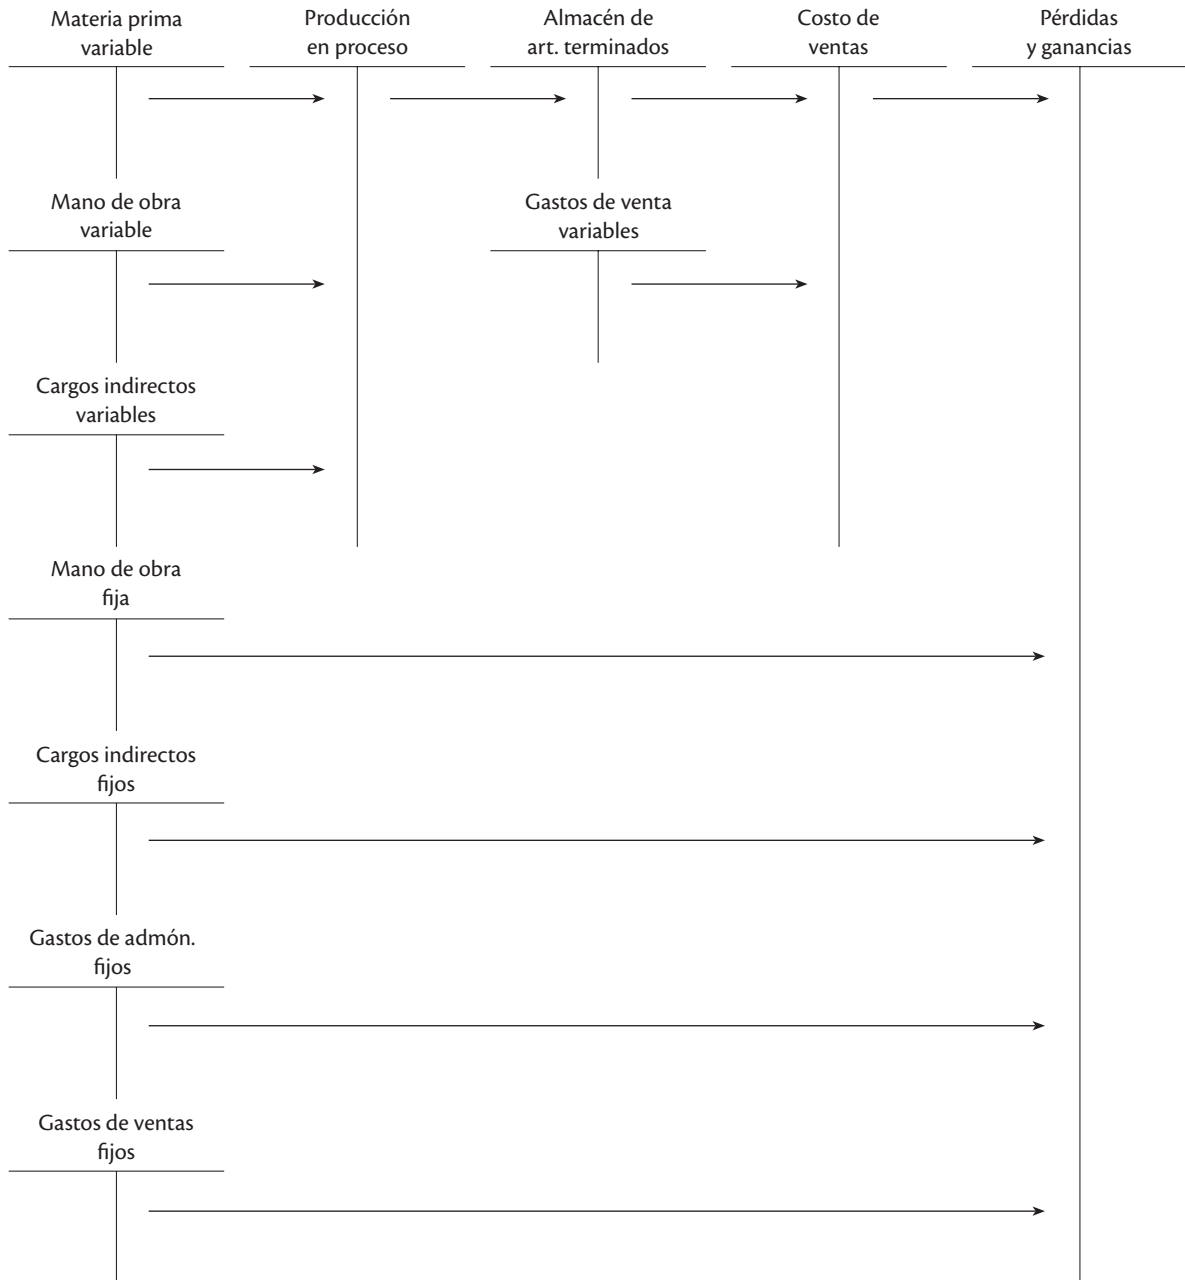 Materia prima
variable
Producción
en proceso
Almacén de
art. terminados
Costo de
ventas
Pérdidas
y ganancias
Mano de obra
variable
Gastos de venta
variables
Cargos indirectos
variables
Mano de obra
fija
Cargos indirectos
fijos
Gastos de admón.
fijos
Gastos de ventas
fijos